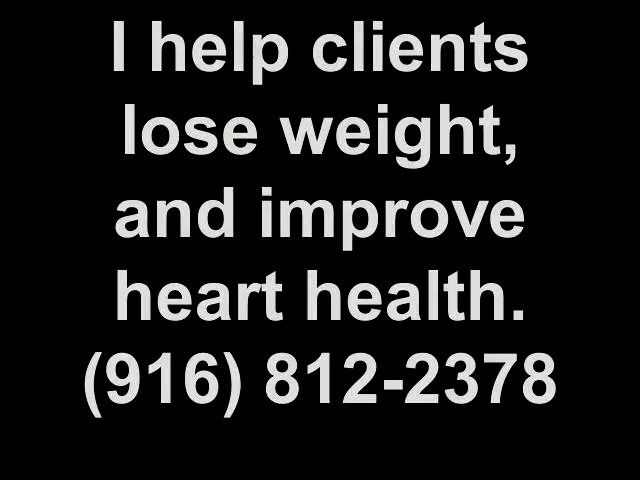 I help clients
lose weight,
and improve
heart health.
(916) 812-2378